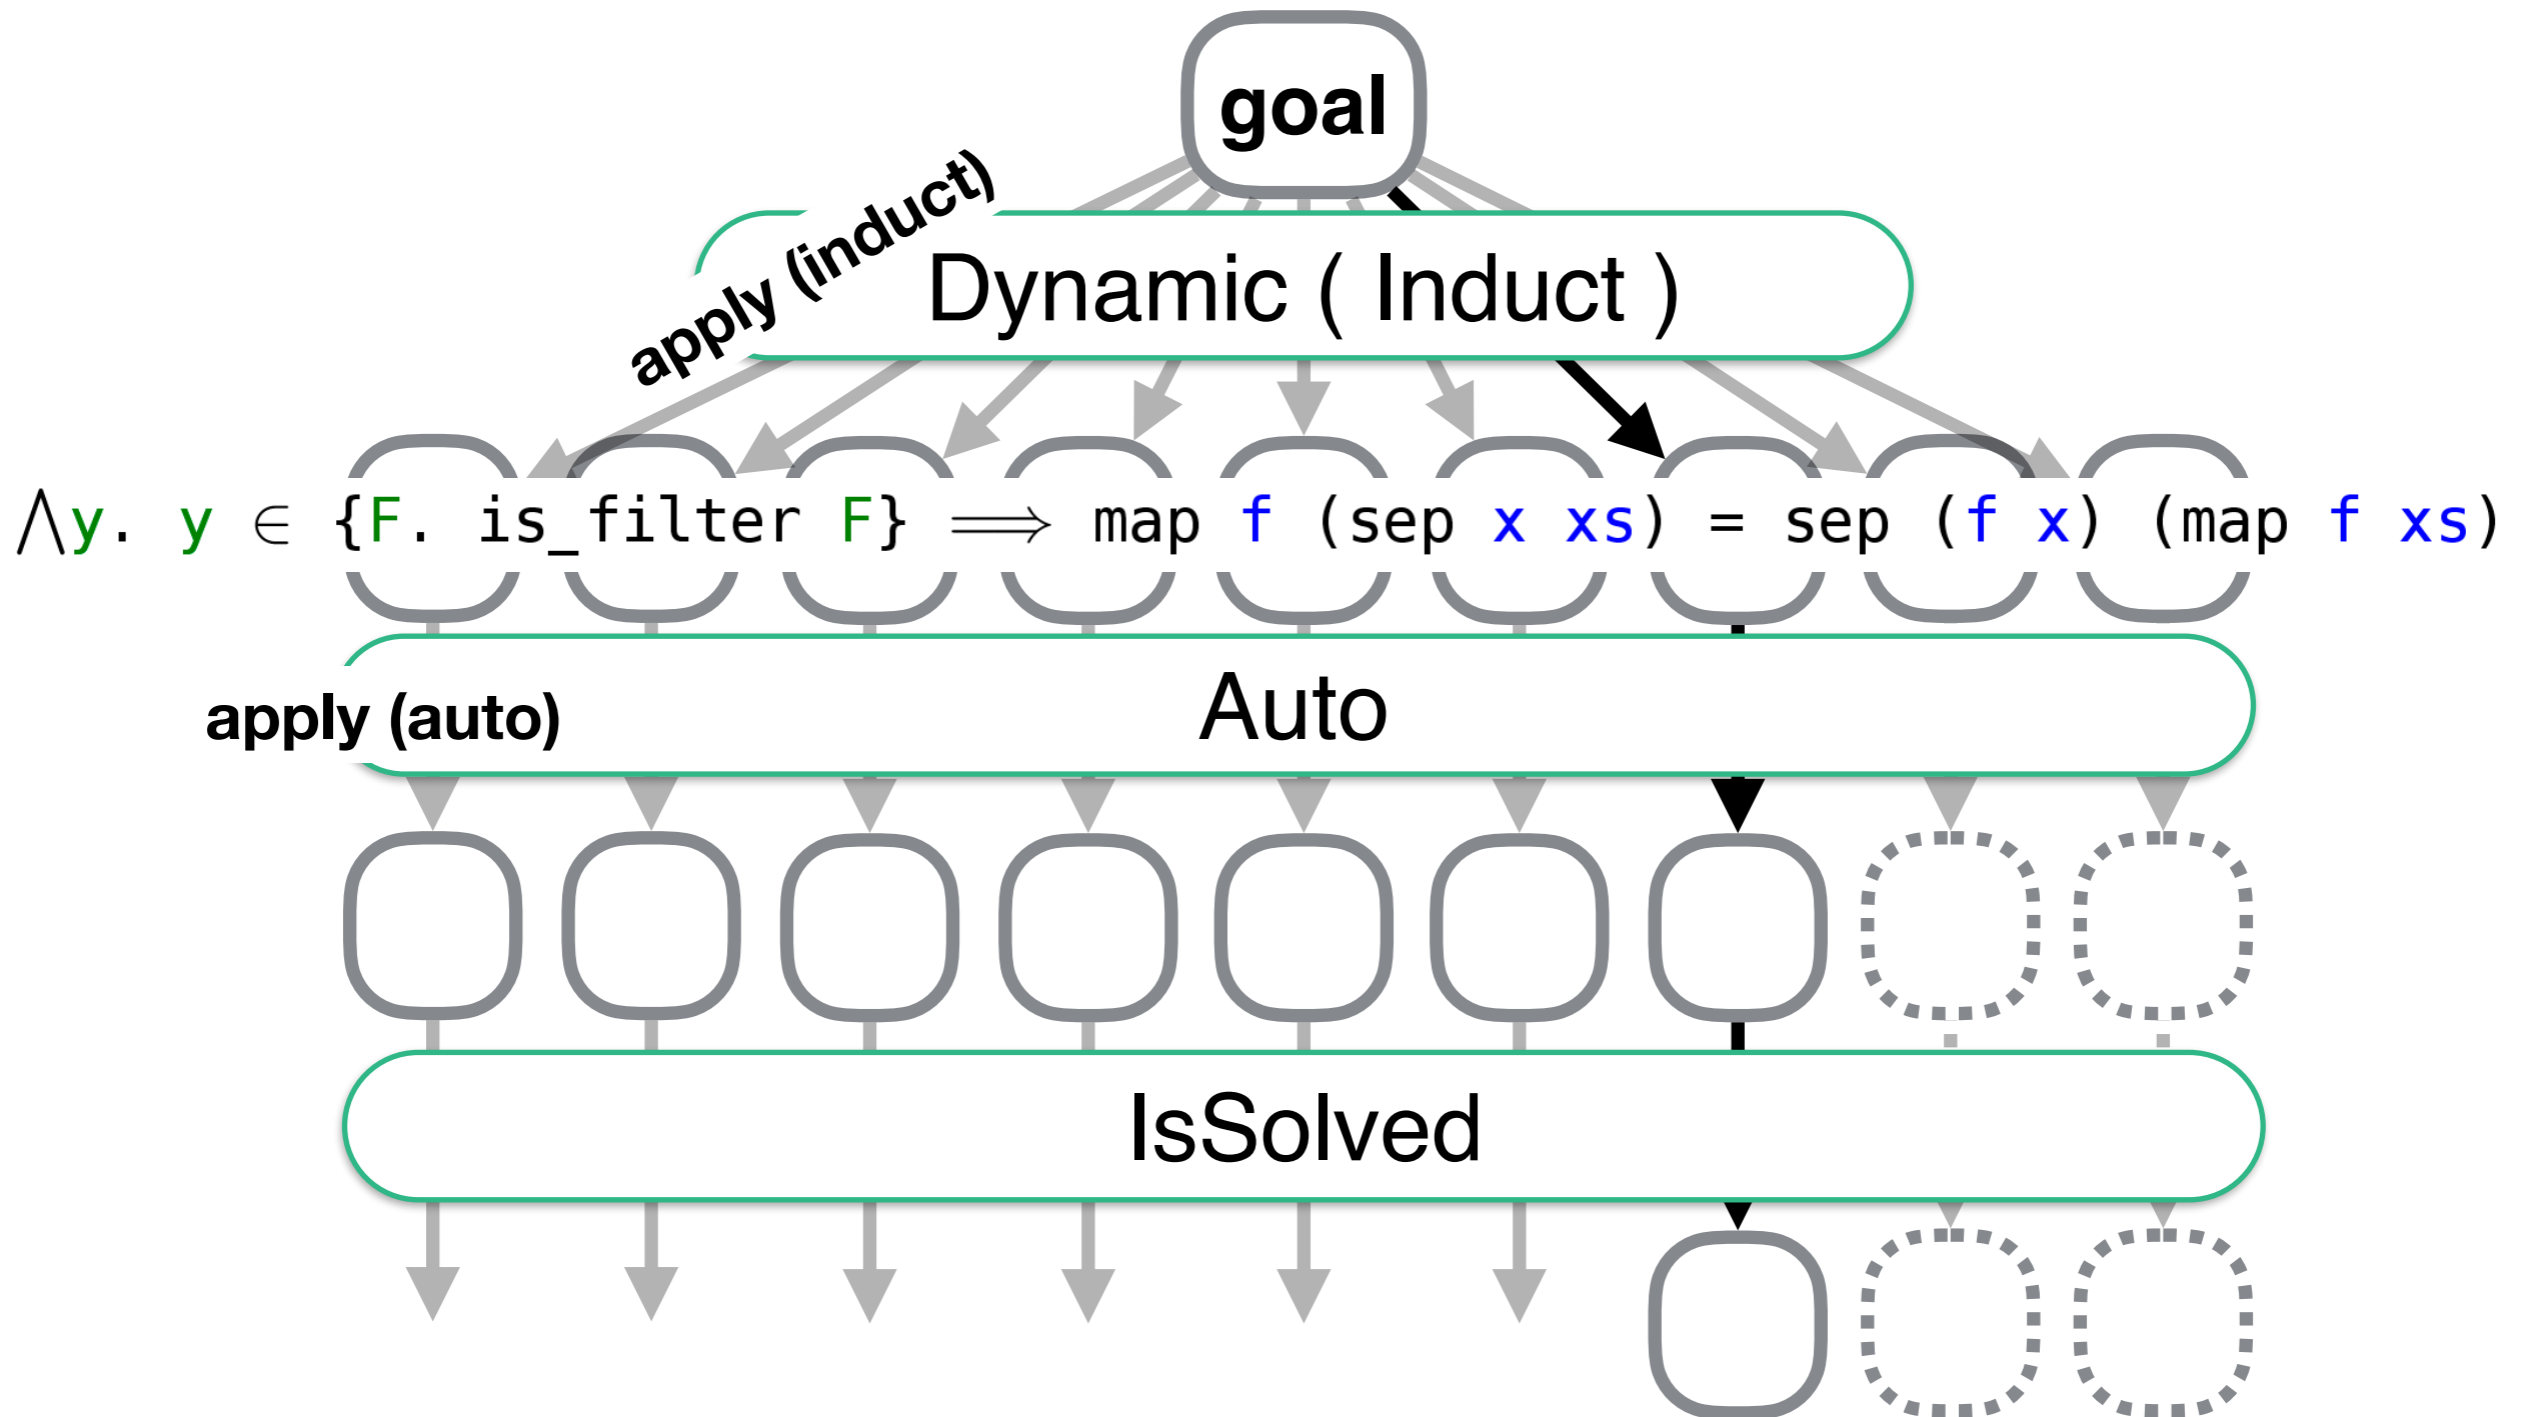 goal
apply (induct)
Dynamic ( Induct )
⋀y. y ∈ {F. is_filter F} ⟹ map f (sep x xs) = sep (f x) (map f xs)
apply (auto)
Auto
IsSolved